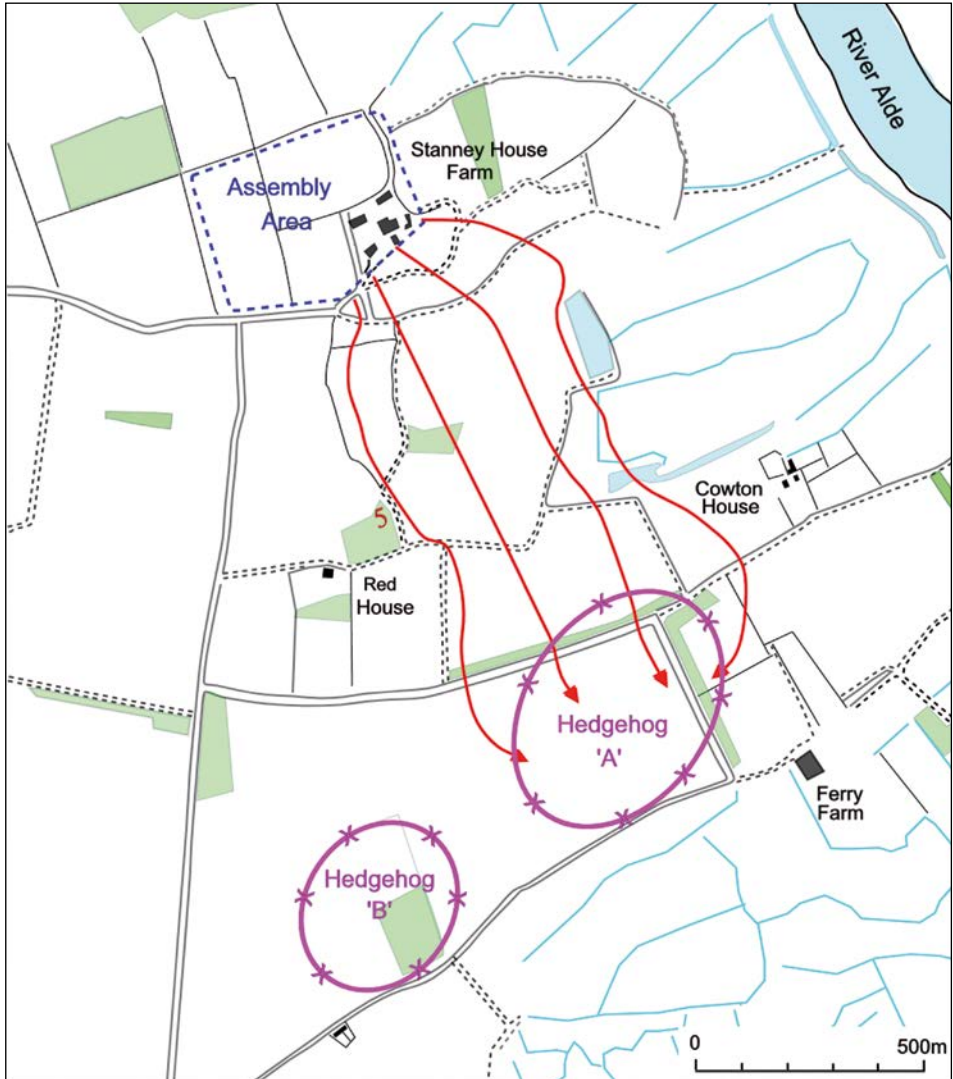 River Alde
Stanney House
Farm
Assembly
Area
Cowton
House
5
Red
House
Hedgehog
'A'
Ferry
Farm
Hedgehog
'B'
0 500m